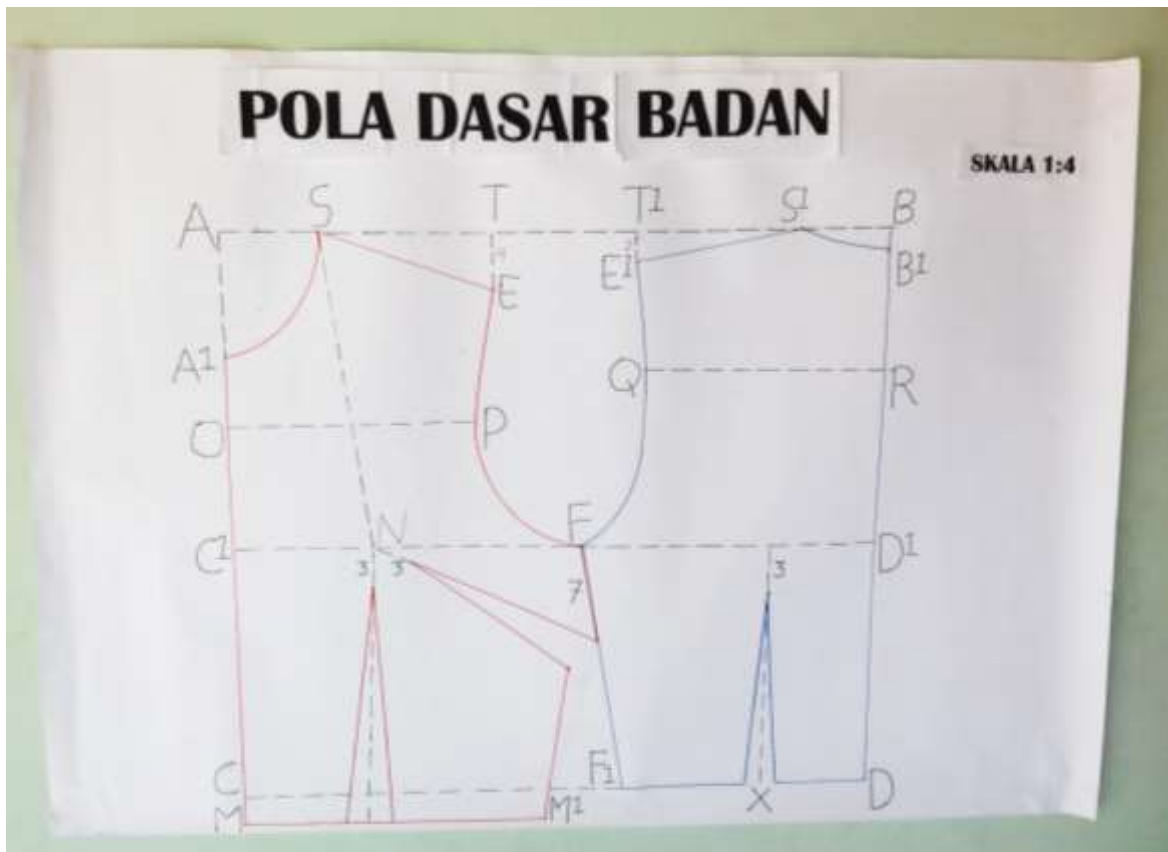 POLA DASAR BADAN
SKALA 1:4
A S T T1 S1 B
E E1 B1
A1 Q R
O P
C1 N F D1
3 3 7 3
C F1 X D
M M1